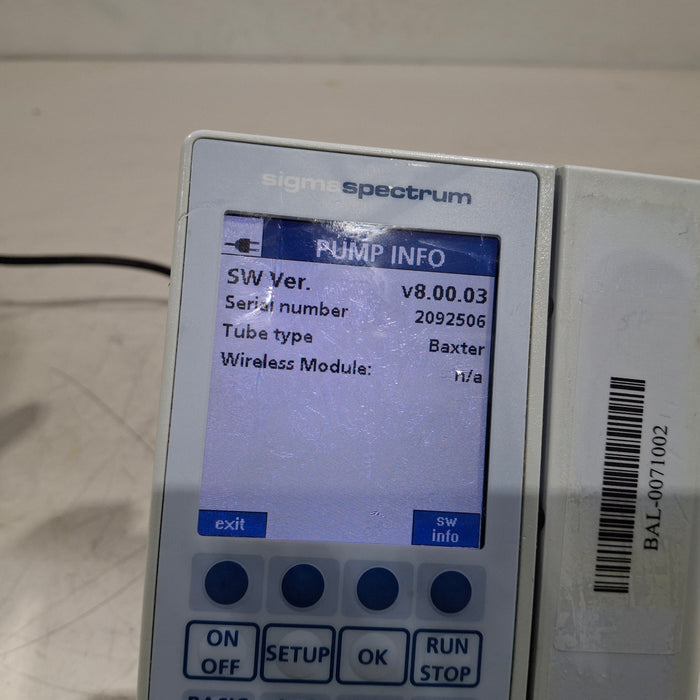 sigmaspectrum
PUMP INFO
SW Ver. v8.00.03
Serial number 2092506
Tube type Baxter
Wireless Module: n/a
exit
sw
info
ON
OFF
SETUP
OK
RUN
STOP
BASIC
BAL-0071002